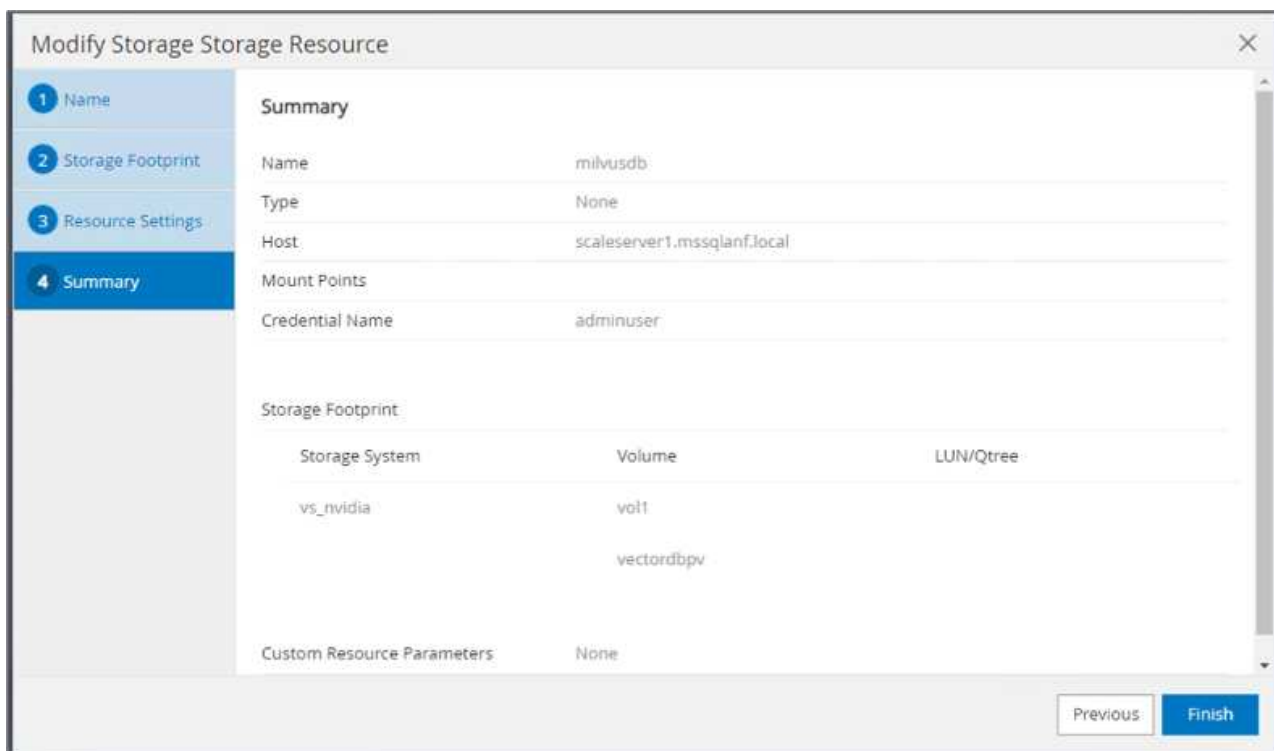 Modify Storage Storage Resource
1 Name
2 Storage Footprint
3 Resource Settings
4 Summary
Summary
Name milvusdb
Type None
Host scaleserver1.mssqlanf.local
Mount Points
Credential Name adminuser
Storage Footprint
Storage System Volume LUN/Qtree
vs_nvidia vol1
vectordbpv
Custom Resource Parameters None
Previous Finish